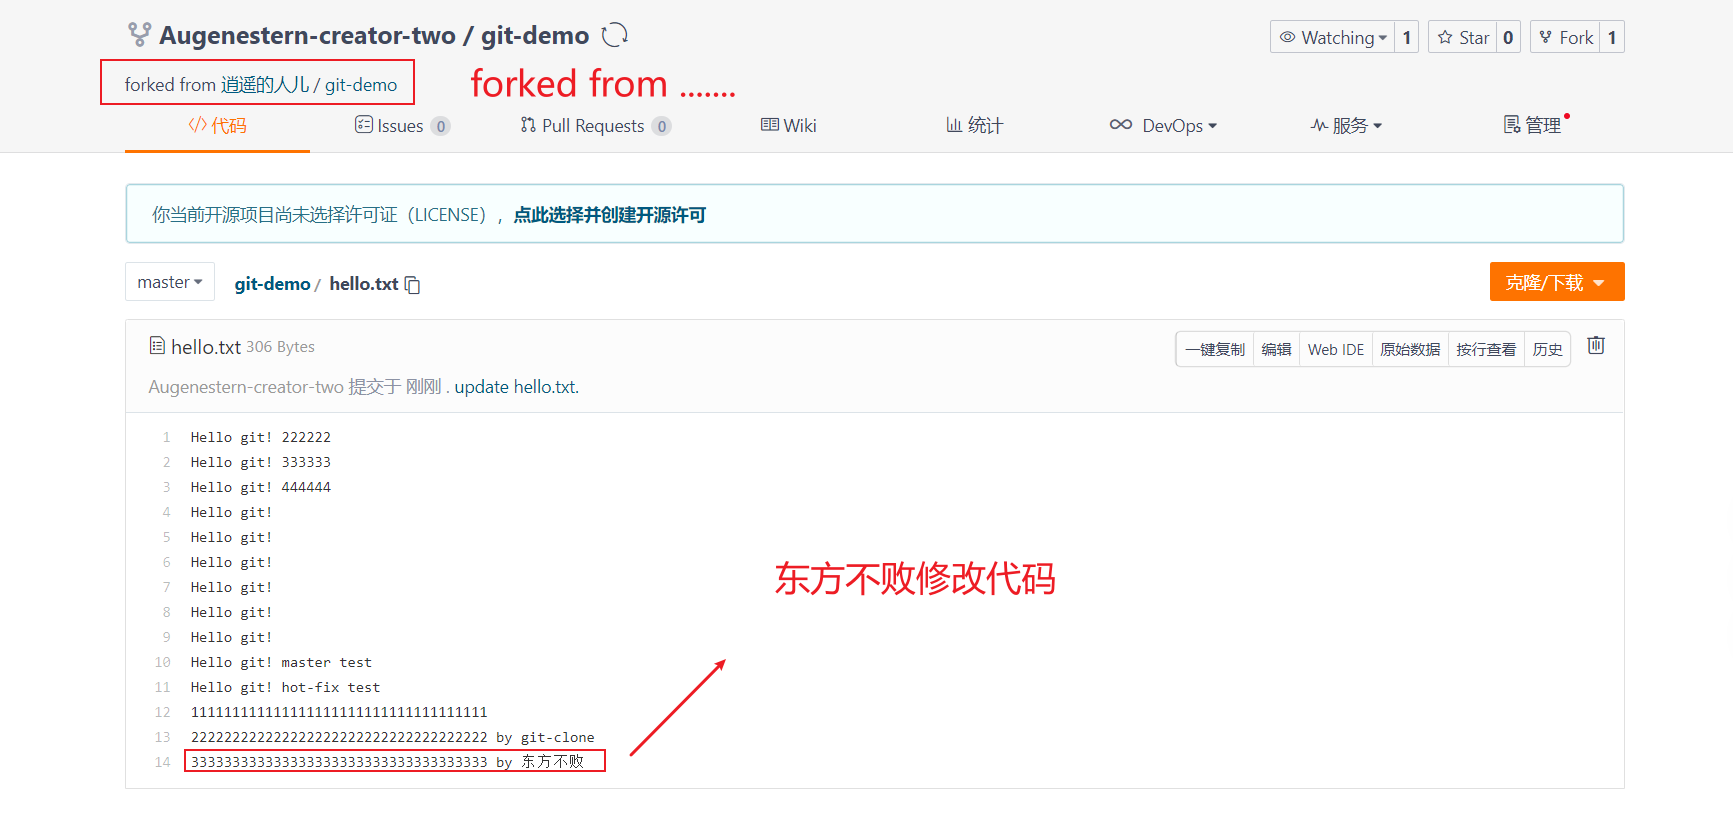 Augenestern-creator-two / git-demo
Watching 1 Star 0 Fork 1
forked from 逍遥的人儿 / git-demo
forked from .......
代码 Issues 0 Pull Requests 0 Wiki 统计 DevOps 服务 管理
你当前开源项目尚未选择许可证（LICENSE），点此选择并创建开源许可
master git-demo / hello.txt 克隆/下载
hello.txt 306 Bytes 一键复制 编辑 Web IDE 原始数据 按行查看 历史
Augenestern-creator-two 提交于 刚刚 . update hello.txt.
1 Hello git! 222222
2 Hello git! 333333
3 Hello git! 444444
4 Hello git!
5 Hello git!
6 Hello git!
7 Hello git!
8 Hello git!
9 Hello git!
东方不败修改代码
10 Hello git! master test
11 Hello git! hot-fix test
12 111111111111111111111111111111111111
13 222222222222222222222222222222222222 by git-clone
14 333333333333333333333333333333333333 by 东方不败